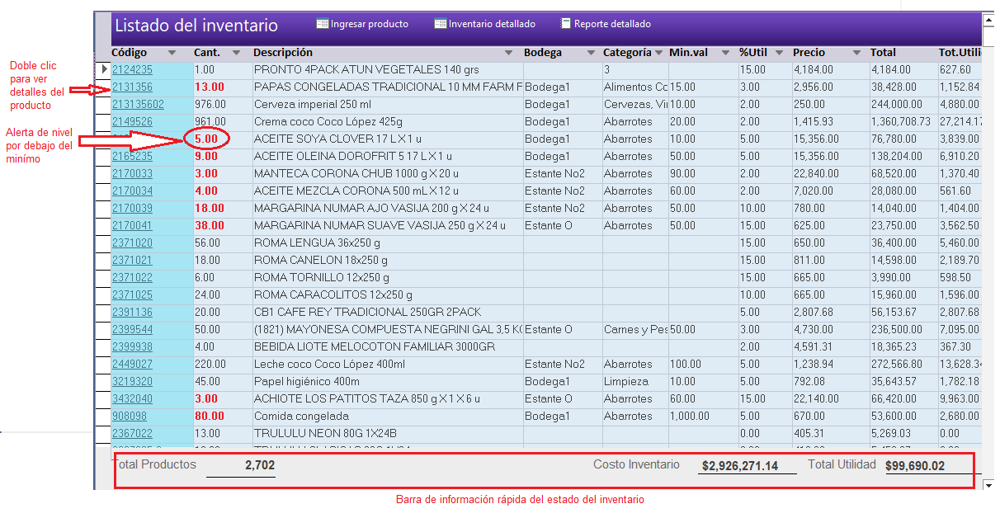 Listado del inventario Ingresar producto Inventario detallado Reporte detallado
Código Cant. Descripción Bodega Categoría Min.val %Util Precio Total Tot.Utili
Doble clic
para ver
detalles del
producto
Alerta de nivel
por debajo del
minímo
2124235 1.00 PRONTO 4PACK ATUN VEGETALES 140 grs 3 15.00 4,184.00 4,184.00 627.60
2131356 13.00 PAPAS CONGELADAS TRADICIONAL 10 MM FARM F Bodega1 Alimentos Co 15.00 3.00 2,956.00 38,428.00 1,152.84
213135602 976.00 Cerveza imperial 250 ml Bodega1 Cervezas, Vi 10.00 2.00 250.00 244,000.00 4,880.00
2149526 961.00 Crema coco Coco López 425g Bodega1 Abarrotes 20.00 2.00 1,415.93 1,360,708.73 27,214.17
5.00 ACEITE SOYA CLOVER 17 L X 1 u Bodega1 Abarrotes 10.00 5.00 15,356.00 76,780.00 3,839.00
2165235 9.00 ACEITE OLEINA DOROFRIT 5 17 L X 1 u Bodega1 Abarrotes 50.00 5.00 15,356.00 138,204.00 6,910.20
2170033 3.00 MANTECA CORONA CHUB 1000 g X 20 u Estante No2 Abarrotes 90.00 2.00 22,840.00 68,520.00 1,370.40
2170034 4.00 ACEITE MEZCLA CORONA 500 mL X 12 u Estante No2 Abarrotes 60.00 2.00 7,020.00 28,080.00 561.60
2170039 18.00 MARGARINA NUMAR AJO VASIJA 200 g X 24 u Estante No2 Abarrotes 50.00 10.00 780.00 14,040.00 1,404.00
2170041 38.00 MARGARINA NUMAR SUAVE VASIJA 250 g X 24 u Estante O Abarrotes 50.00 15.00 625.00 23,750.00 3,562.50
2371020 56.00 ROMA LENGUA 36x250 g 15.00 650.00 36,400.00 5,460.00
2371021 18.00 ROMA CANELON 18x250 g 15.00 811.00 14,598.00 2,189.70
2371022 6.00 ROMA TORNILLO 12x250 g 15.00 665.00 3,990.00 598.50
2371025 24.00 ROMA CARACOLITOS 12x250 g 10.00 665.00 15,960.00 1,596.00
2391136 20.00 CB1 CAFE REY TRADICIONAL 250GR 2PACK 5.00 2,807.68 56,153.67 2,807.68
2399544 50.00 (1821) MAYONESA COMPUESTA NEGRINI GAL 3,5 KG Estante O Carnes y Pes 50.00 3.00 4,730.00 236,500.00 7,095.00
2399938 4.00 BEBIDA LIOTE MELOCOTON FAMILIAR 3000GR 2.00 4,591.31 18,365.23 367.30
2449027 220.00 Leche coco Coco López 400ml Estante No2 Abarrotes 100.00 5.00 1,238.94 272,566.80 13,628.34
3219320 45.00 Papel higiénico 400m Bodega1 Limpieza 10.00 5.00 792.08 35,643.57 1,782.18
3432040 3.00 ACHIOTE LOS PATITOS TAZA 850 g X 1 X 6 u Estante O Abarrotes 60.00 15.00 22,140.00 66,420.00 9,963.00
908098 80.00 Comida congelada Bodega1 Abarrotes 1,000.00 5.00 670.00 53,600.00 2,680.00
2367022 13.00 TRULULU NEON 80G 1X24B 0.00 405.31 5,269.03 0.00
Total Productos 2,702 Costo Inventario $2,926,271.14 Total Utilidad $99,690.02
Barra de información rápida del estado del inventario